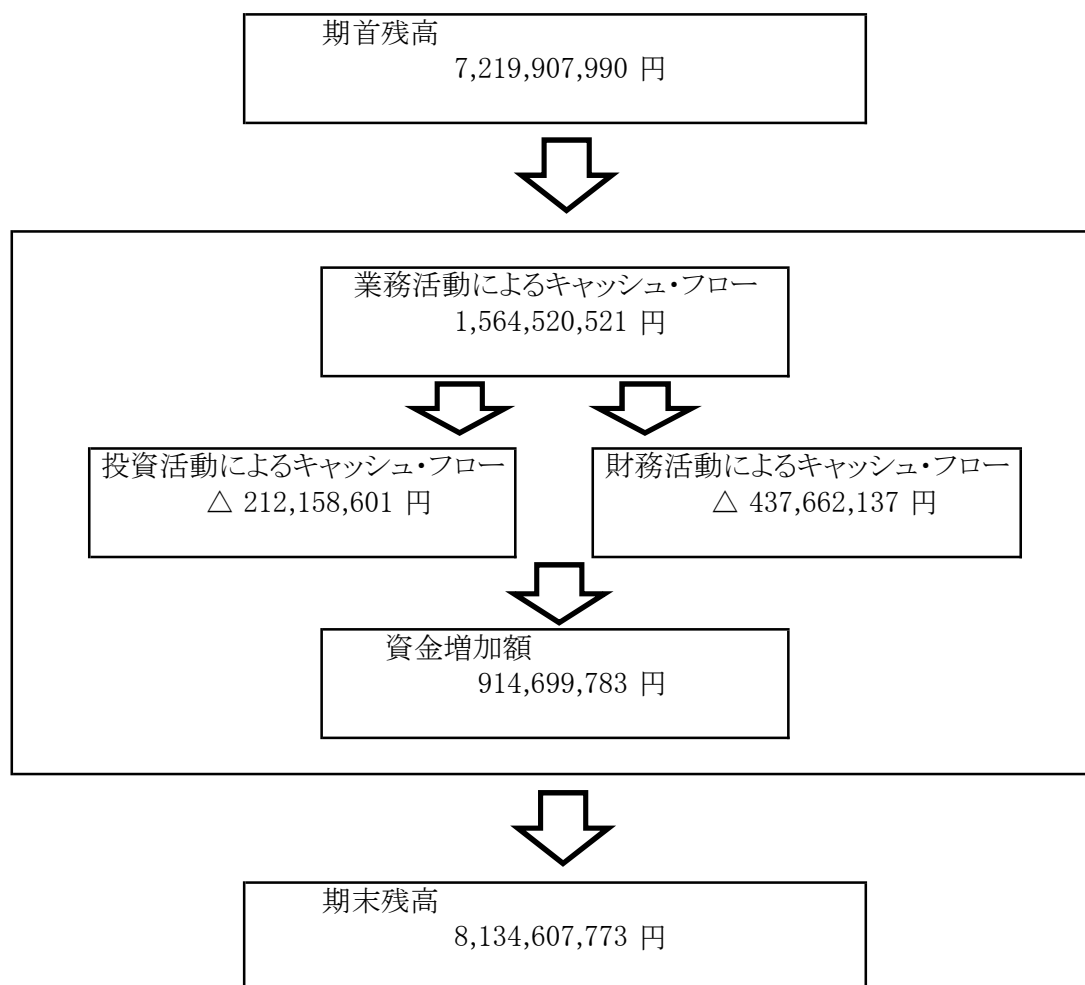 期首残高
7,219,907,990 円
業務活動によるキャッシュ・フロー
1,564,520,521 円
投資活動によるキャッシュ・フロー
△ 212,158,601 円
財務活動によるキャッシュ・フロー
△ 437,662,137 円
資金増加額
914,699,783 円
期末残高
8,134,607,773 円